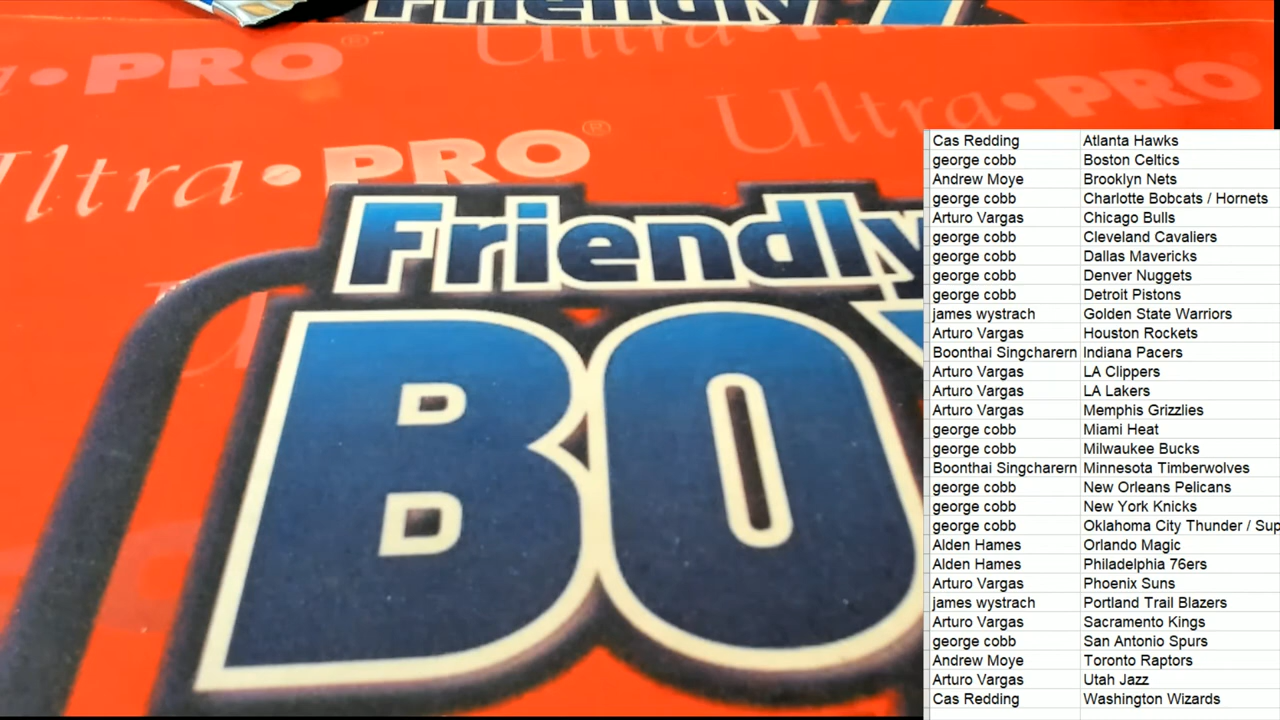 Friendly
Ultra
a • PRO®
Ultra • PRO®
Ultra • PRO
Friendly
BO
Cas Redding Atlanta Hawks
george cobb Boston Celtics
Andrew Moye Brooklyn Nets
george cobb Charlotte Bobcats / Hornets
Arturo Vargas Chicago Bulls
george cobb Cleveland Cavaliers
george cobb Dallas Mavericks
george cobb Denver Nuggets
george cobb Detroit Pistons
james wystrach Golden State Warriors
Arturo Vargas Houston Rockets
Boonthai Singcharern Indiana Pacers
Arturo Vargas LA Clippers
Arturo Vargas LA Lakers
Arturo Vargas Memphis Grizzlies
george cobb Miami Heat
george cobb Milwaukee Bucks
Boonthai Singcharern Minnesota Timberwolves
george cobb New Orleans Pelicans
george cobb New York Knicks
george cobb Oklahoma City Thunder / Sup
Alden Hames Orlando Magic
Alden Hames Philadelphia 76ers
Arturo Vargas Phoenix Suns
james wystrach Portland Trail Blazers
Arturo Vargas Sacramento Kings
george cobb San Antonio Spurs
Andrew Moye Toronto Raptors
Arturo Vargas Utah Jazz
Cas Redding Washington Wizards